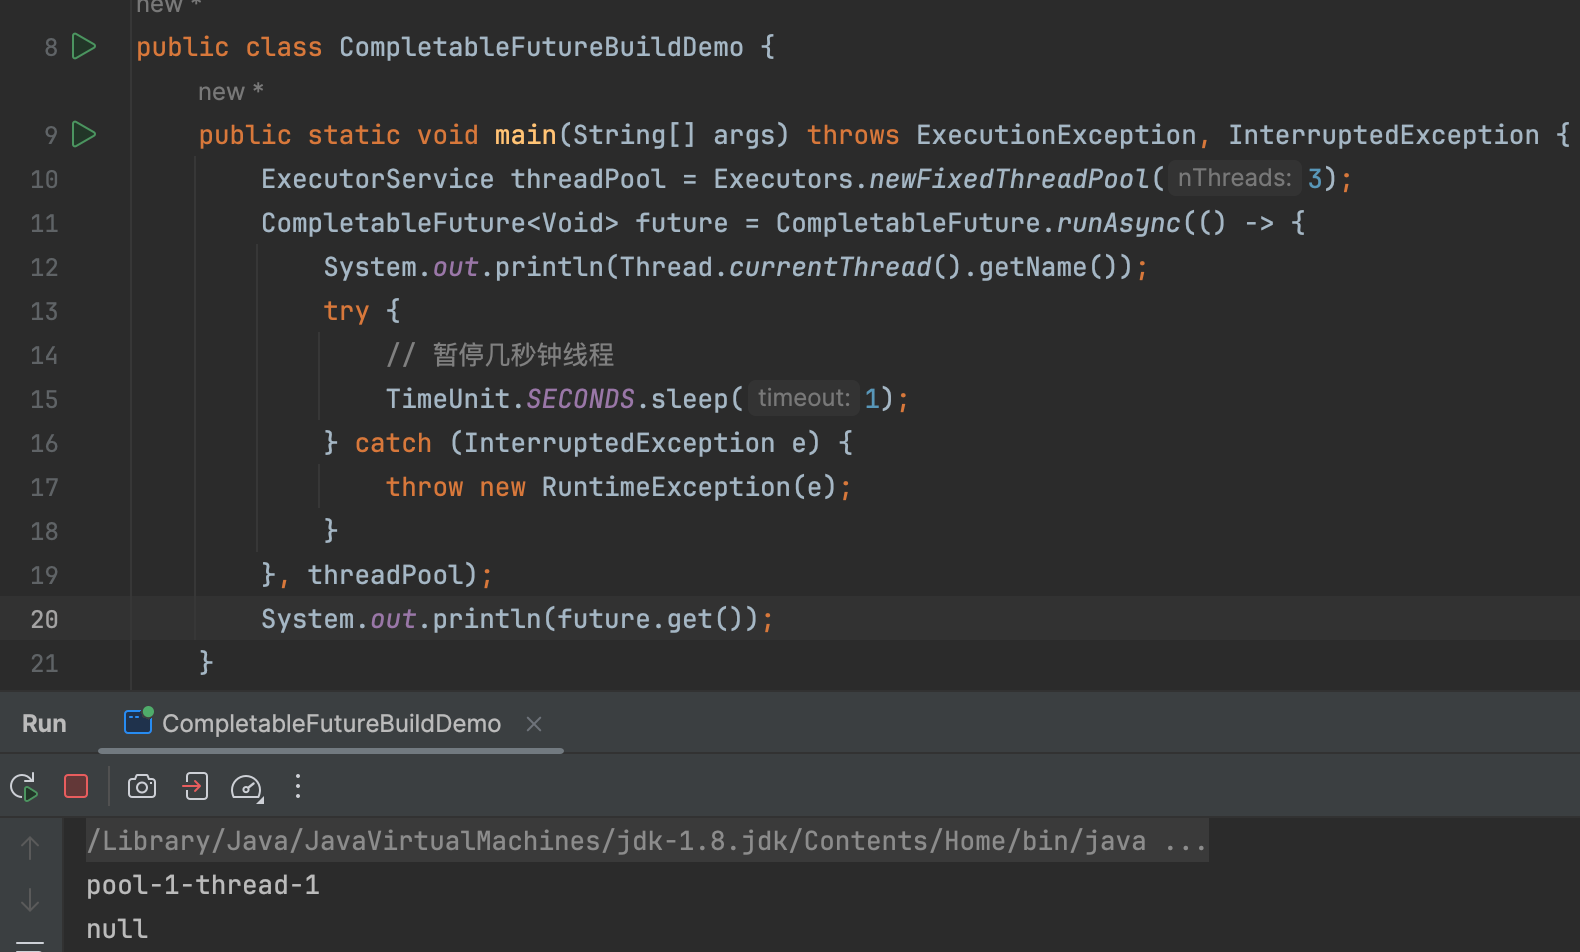 new *
8 public class CompletableFutureBuildDemo {
new *
9 public static void main(String[] args) throws ExecutionException, InterruptedException {
10 ExecutorService threadPool = Executors.newFixedThreadPool( nThreads: 3);
11 CompletableFuture<Void> future = CompletableFuture.runAsync(() -> {
12 System.out.println(Thread.currentThread().getName());
13 try {
14 // 暂停几秒钟线程
15 TimeUnit.SECONDS.sleep( timeout: 1);
16 } catch (InterruptedException e) {
17 throw new RuntimeException(e);
18 }
19 }, threadPool);
20 System.out.println(future.get());
21 }
Run CompletableFutureBuildDemo
/Library/Java/JavaVirtualMachines/jdk-1.8.jdk/Contents/Home/bin/java ...
pool-1-thread-1
null